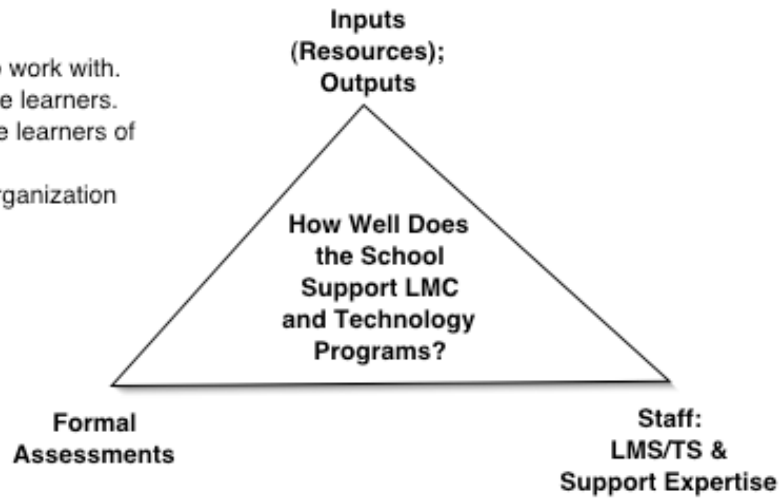 Inputs
(Resources);
Outputs
work with.
e learners.
e learners of
rganization
How Well Does
the School
Support LMC
and Technology
Programs?
Formal
Assessments
Staff:
LMS/TS &
Support Expertise